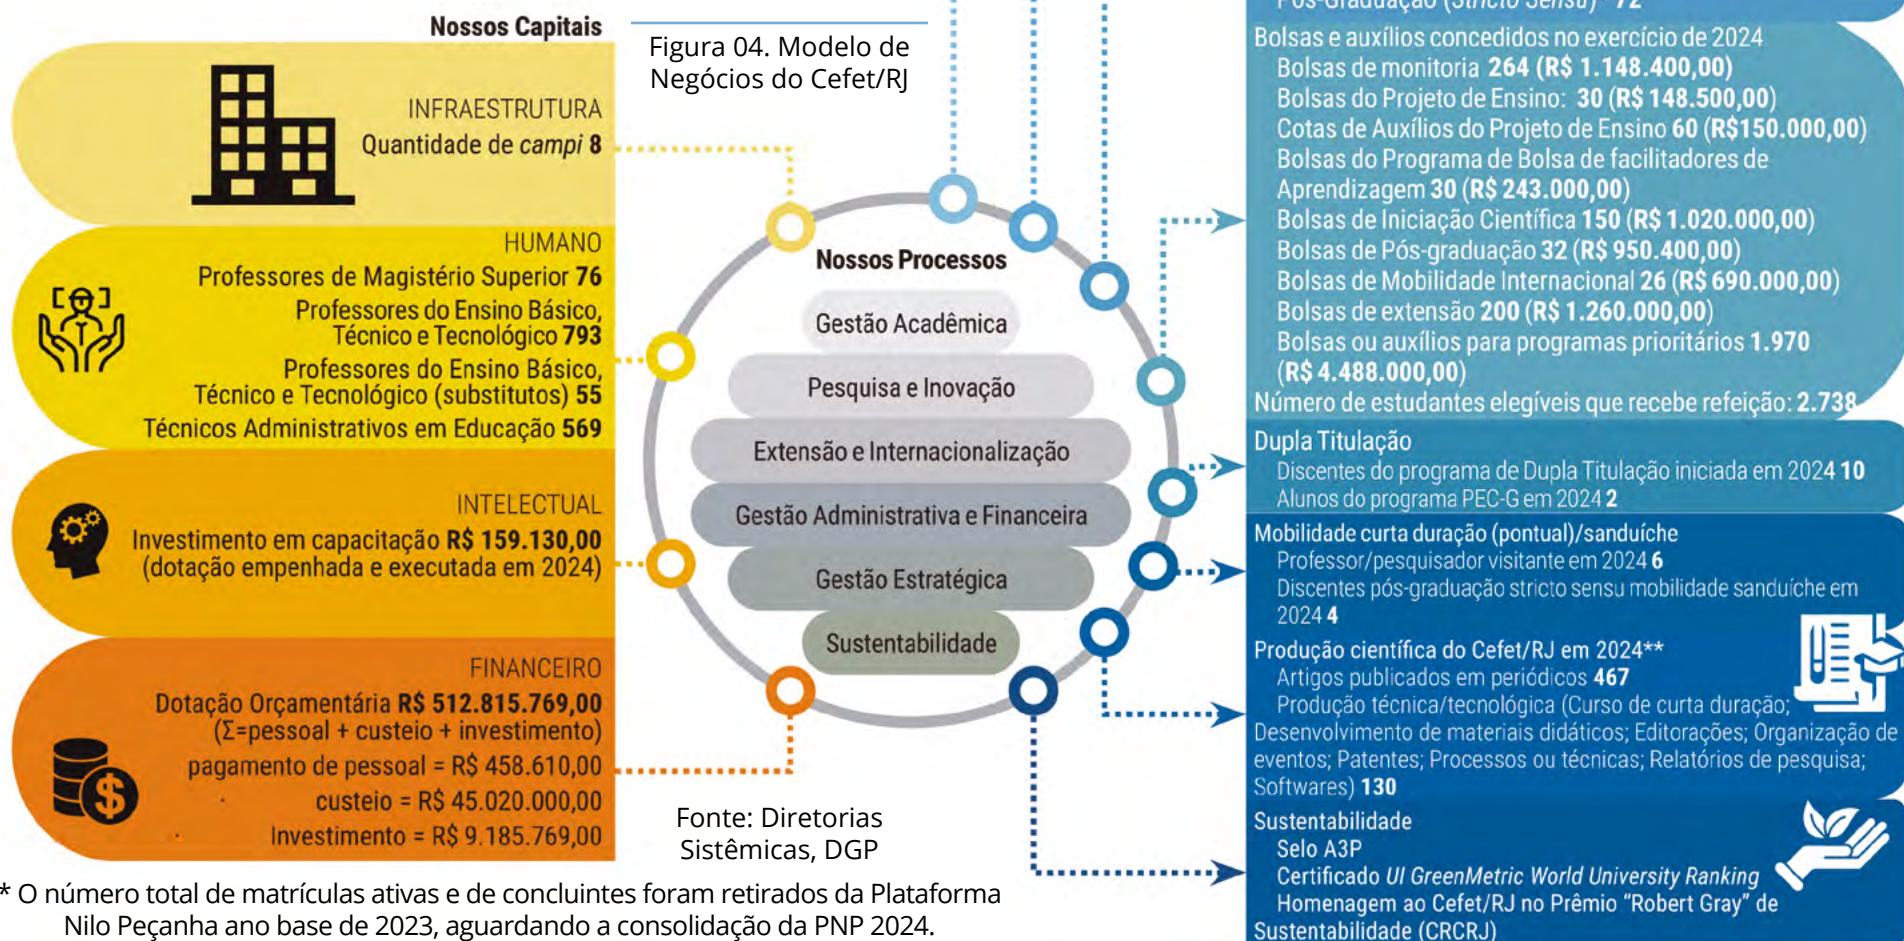 Nossos Capitais
INFRAESTRUTURA
Quantidade de campi 8
HUMANO
Professores de Magistério Superior 76
Professores do Ensino Básico,
Técnico e Tecnológico 793
Professores do Ensino Básico,
Técnico e Tecnológico (substitutos) 55
Técnicos Administrativos em Educação 569
INTELECTUAL
Investimento em capacitação R$ 159.130,00
(dotação empenhada e executada em 2024)
FINANCEIRO
Dotação Orçamentária R$ 512.815.769,00
(Σ=pessoal + custeio + investimento)
pagamento de pessoal = R$ 458.610,00
custeio = R$ 45.020.000,00
Investimento = R$ 9.185.769,00
Figura 04. Modelo de
Negócios do Cefet/RJ
Nossos Processos
Gestão Acadêmica
Pesquisa e Inovação
Extensão e Internacionalização
Gestão Administrativa e Financeira
Gestão Estratégica
Sustentabilidade
Fonte: Diretorias
Sistêmicas, DGP
Pós-Graduação (Stricto Sensu) 72
Bolsas e auxílios concedidos no exercício de 2024
Bolsas de monitoria 264 (R$ 1.148.400,00)
Bolsas do Projeto de Ensino: 30 (R$ 148.500,00)
Cotas de Auxílios do Projeto de Ensino 60 (R$150.000,00)
Bolsas do Programa de Bolsa de facilitadores de
Aprendizagem 30 (R$ 243.000,00)
Bolsas de Iniciação Científica 150 (R$ 1.020.000,00)
Bolsas de Pós-graduação 32 (R$ 950.400,00)
Bolsas de Mobilidade Internacional 26 (R$ 690.000,00)
Bolsas de extensão 200 (R$ 1.260.000,00)
Bolsas ou auxílios para programas prioritários 1.970
(R$ 4.488.000,00)
Número de estudantes elegíveis que recebe refeição: 2.738
Dupla Titulação
Discentes do programa de Dupla Titulação iniciada em 2024 10
Alunos do programa PEC-G em 2024 2
Mobilidade curta duração (pontual)/sanduíche
Professor/pesquisador visitante em 2024 6
Discentes pós-graduação stricto sensu mobilidade sanduíche em
2024 4
Produção científica do Cefet/RJ em 2024**
Artigos publicados em periódicos 467
Produção técnica/tecnológica (Curso de curta duração;
Desenvolvimento de materiais didáticos; Editorações; Organização de
eventos; Patentes; Processos ou técnicas; Relatórios de pesquisa;
Softwares) 130
Sustentabilidade
Selo A3P
Certificado UI GreenMetric World University Ranking
Homenagem ao Cefet/RJ no Prêmio “Robert Gray” de
Sustentabilidade (CRCRJ)
* O número total de matrículas ativas e de concluintes foram retirados da Plataforma
Nilo Peçanha ano base de 2023, aguardando a consolidação da PNP 2024.